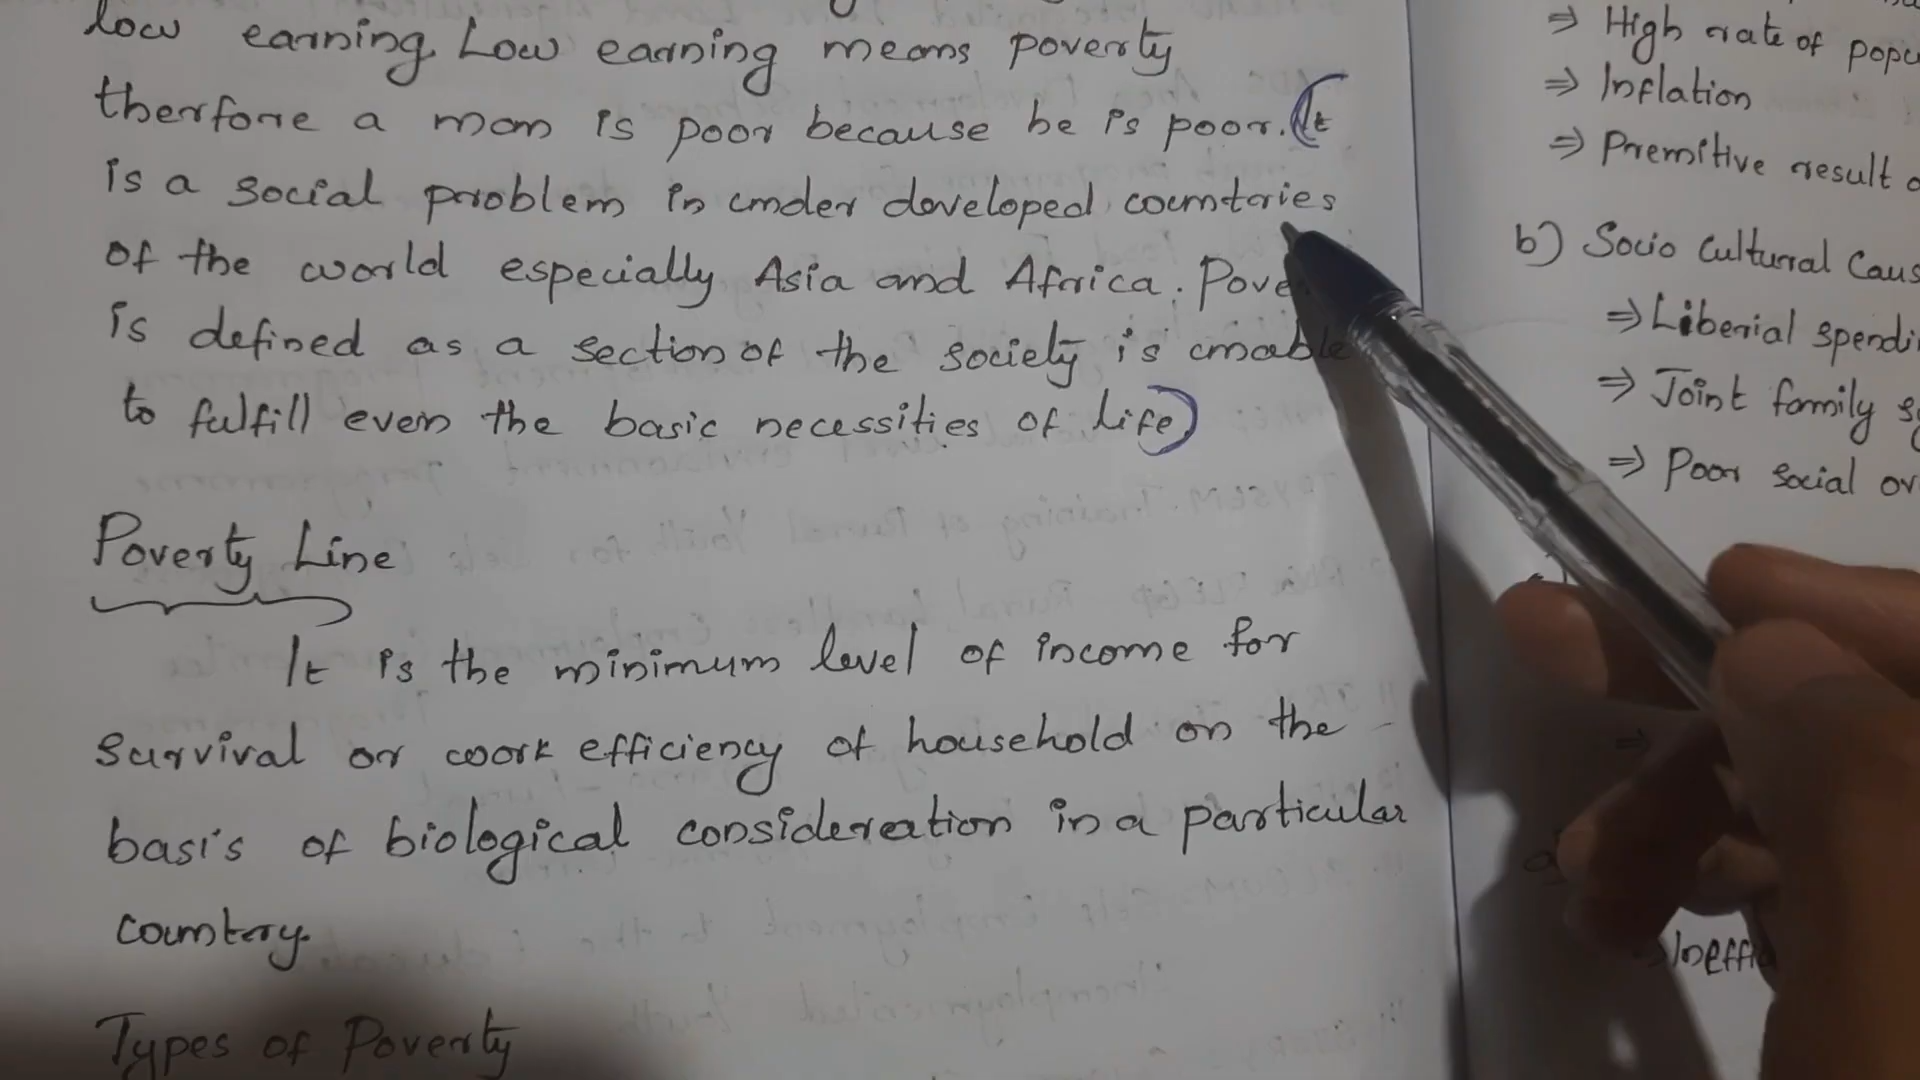 low earning. Low earning means poverty
therfore a man is poor because he is poor. (It
is a social problem in under developed countries
of the world especially Asia and Africa. Pove
is defined as a section of the society is unable
to fulfill even the basic necessities of life)
Poverty Line
It is the minimum level of income for
survival or work efficiency of household on the
basis of biological consideration in a particular
country.
Types of Poverty
⇒ High rate of popu
⇒ Inflation
⇒ Premitive result o
b) Socio Cultural Caus
⇒ Liberial spendi
⇒ Joint family sy
⇒ Poor social ov
⇒
a)
⇒ Ineffi